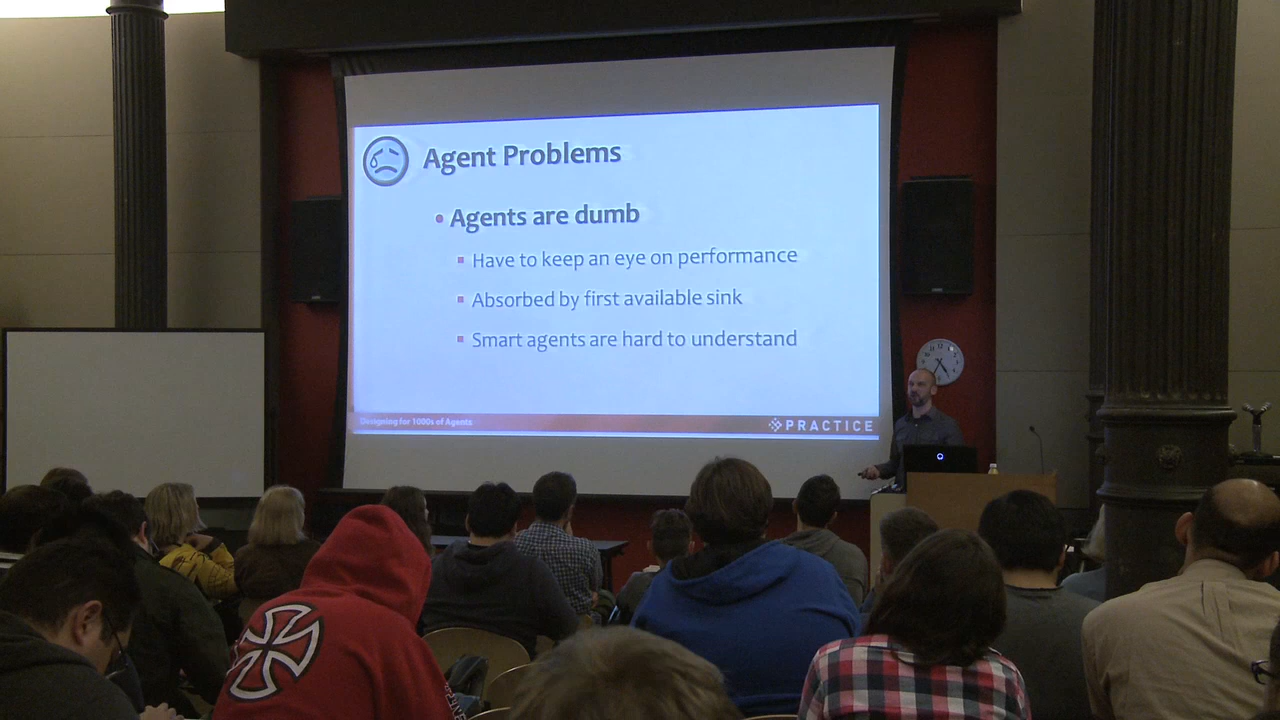 Agent Problems
• Agents are dumb
▪ Have to keep an eye on performance
▪ Absorbed by first available sink
▪ Smart agents are hard to understand
Designing for 1000s of Agents
PRACTICE